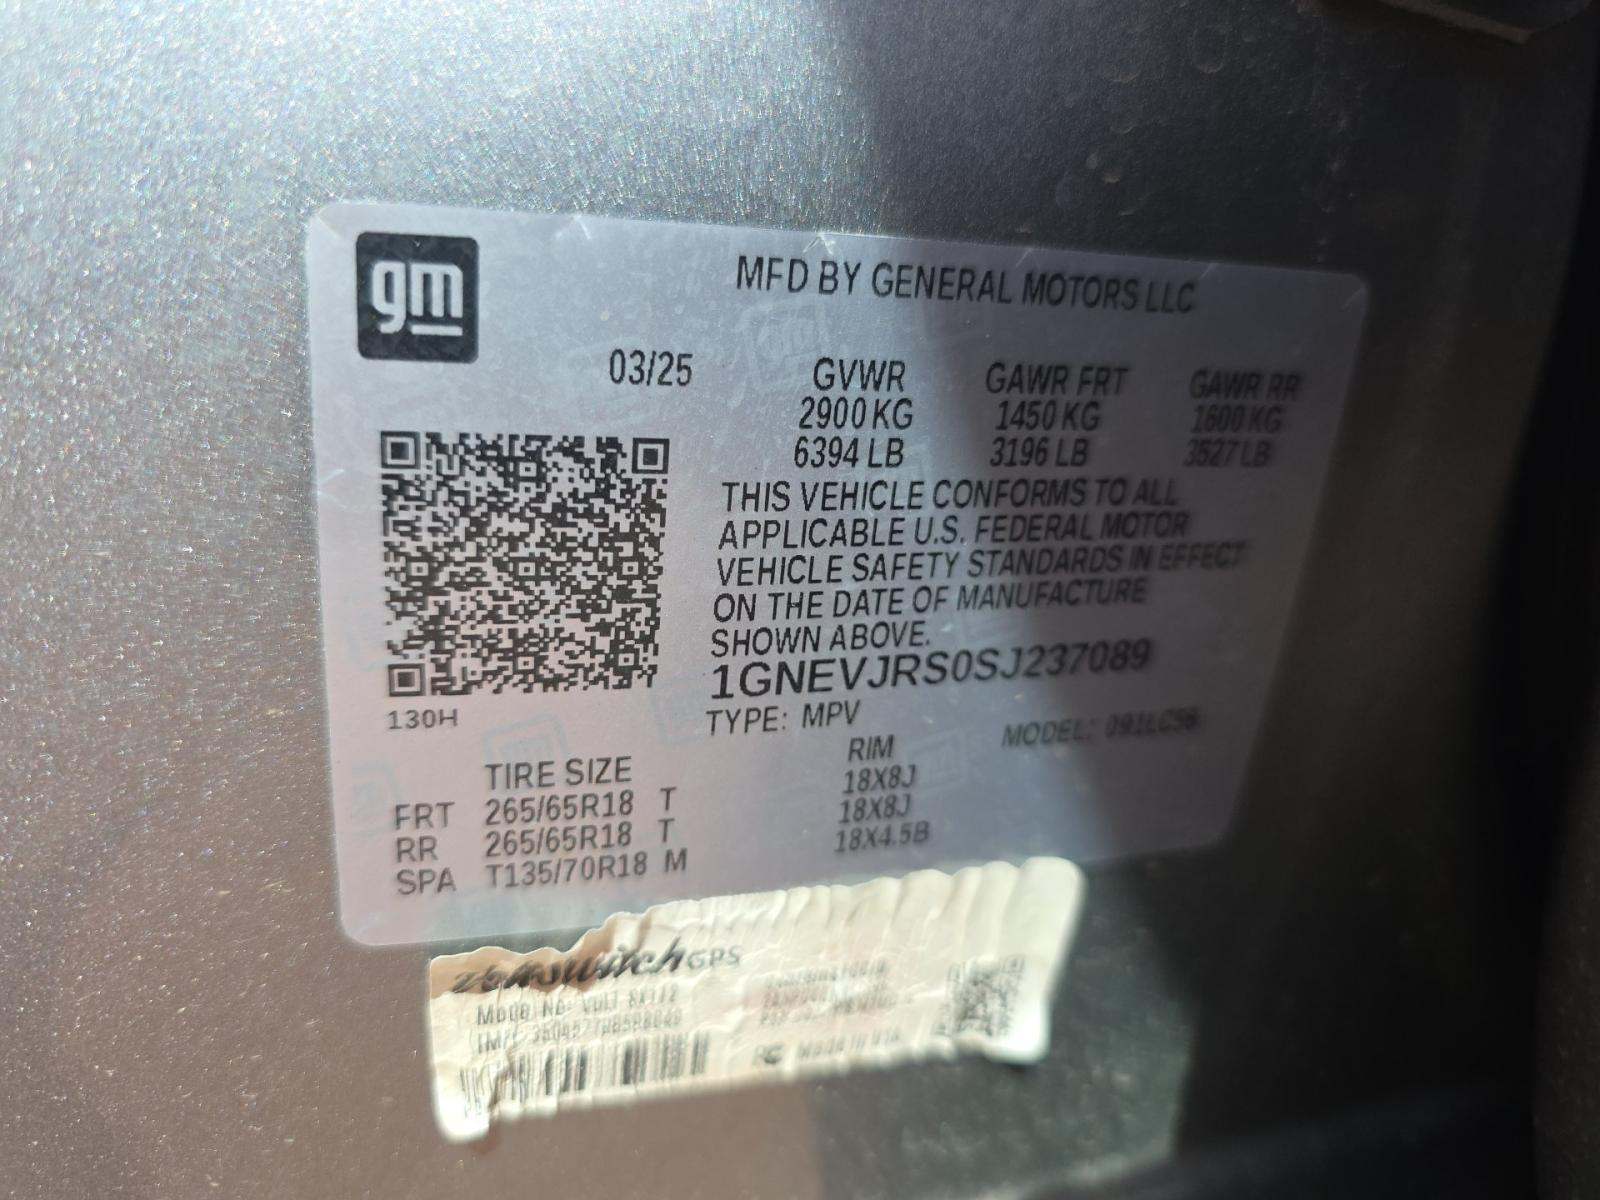 gm
MFD BY GENERAL MOTORS LLC
03/25 GVWR GAWR FRT GAWR RR
2900 KG 1450 KG 1600 KG
6394 LB 3196 LB 3527 LB
THIS VEHICLE CONFORMS TO ALL
APPLICABLE U.S. FEDERAL MOTOR
VEHICLE SAFETY STANDARDS IN EFFECT
ON THE DATE OF MANUFACTURE
SHOWN ABOVE.
1GNEVJRS0SJ237089
130H
TYPE: MPV MODEL:
TIRE SIZE RIM
FRT 265/65R18 T 18X8J
RR 265/65R18 T 18X8J
SPA T135/70R18 M 18X4.5B
GPS